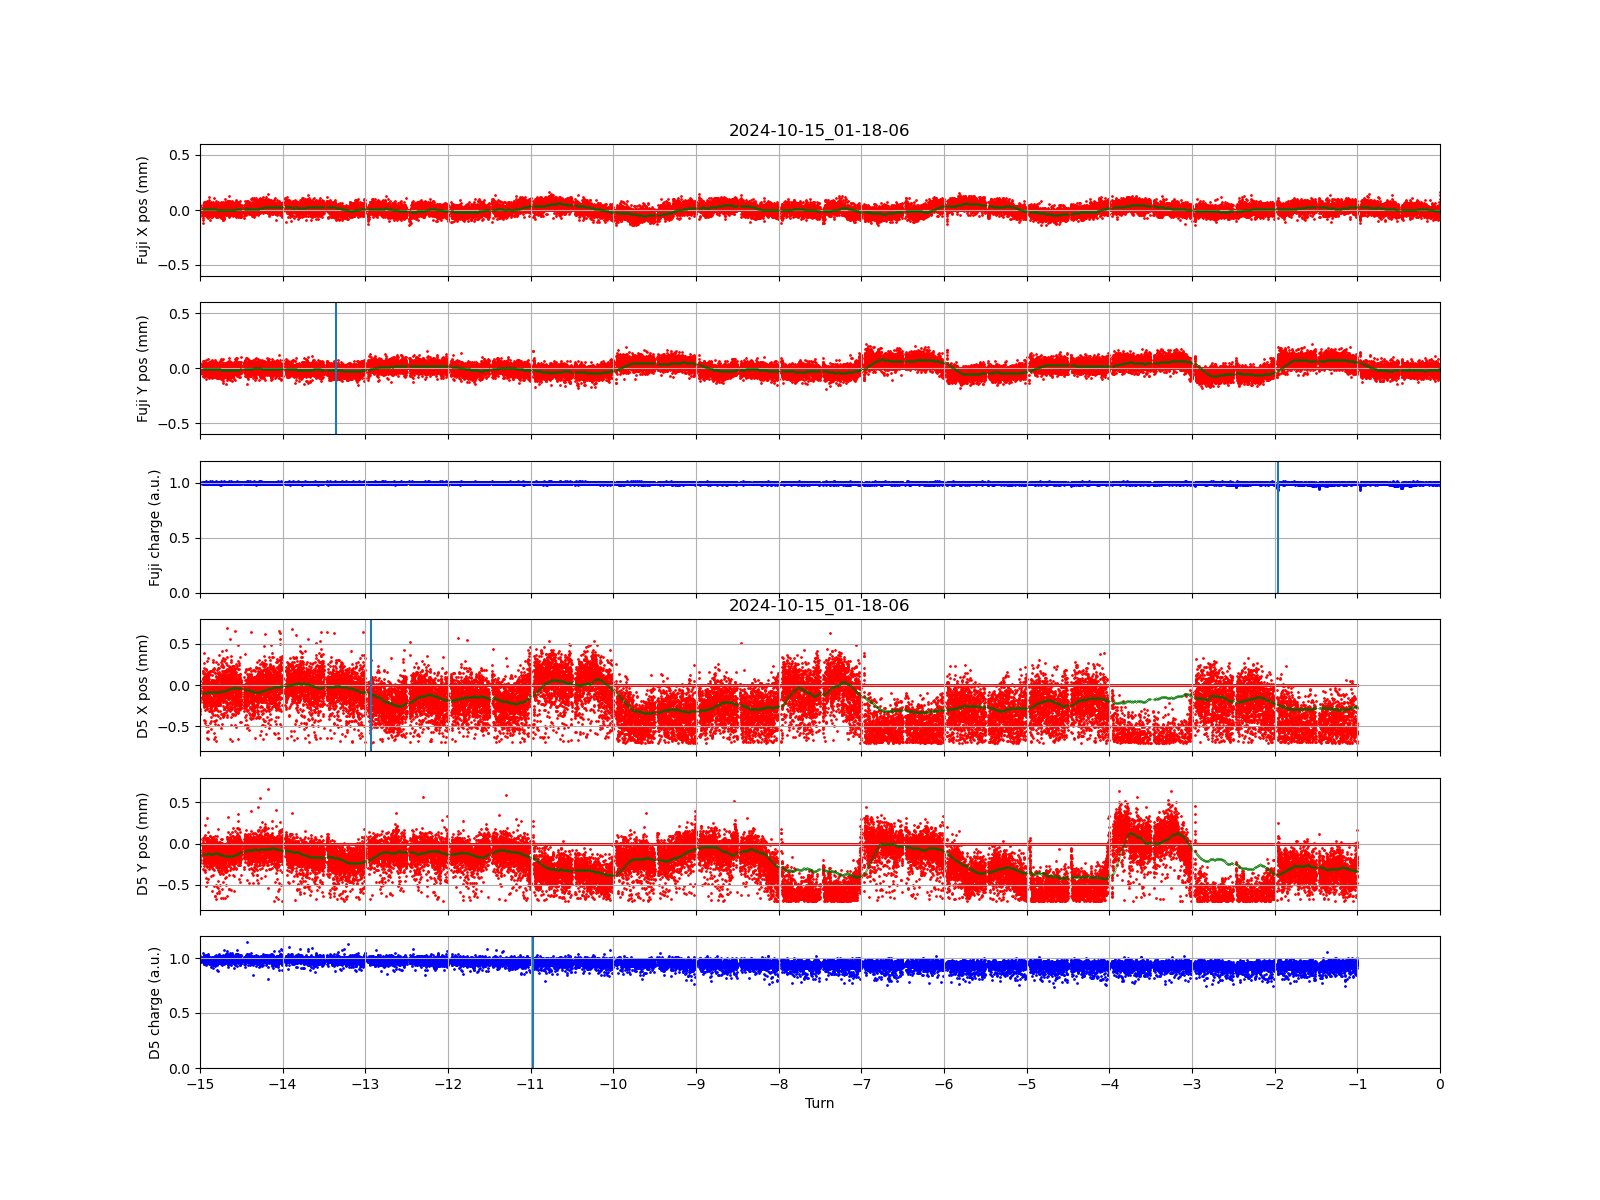 2024-10-15_01-18-06
Fuji X pos (mm)
0.5
0.0
−0.5
Fuji Y pos (mm)
0.5
0.0
−0.5
Fuji charge (a.u.)
1.0
0.5
0.0
2024-10-15_01-18-06
D5 X pos (mm)
0.5
0.0
−0.5
D5 Y pos (mm)
0.5
0.0
−0.5
D5 charge (a.u.)
1.0
0.5
0.0
−15 −14 −13 −12 −11 −10 −9 −8 −7 −6 −5 −4 −3 −2 −1 0
Turn